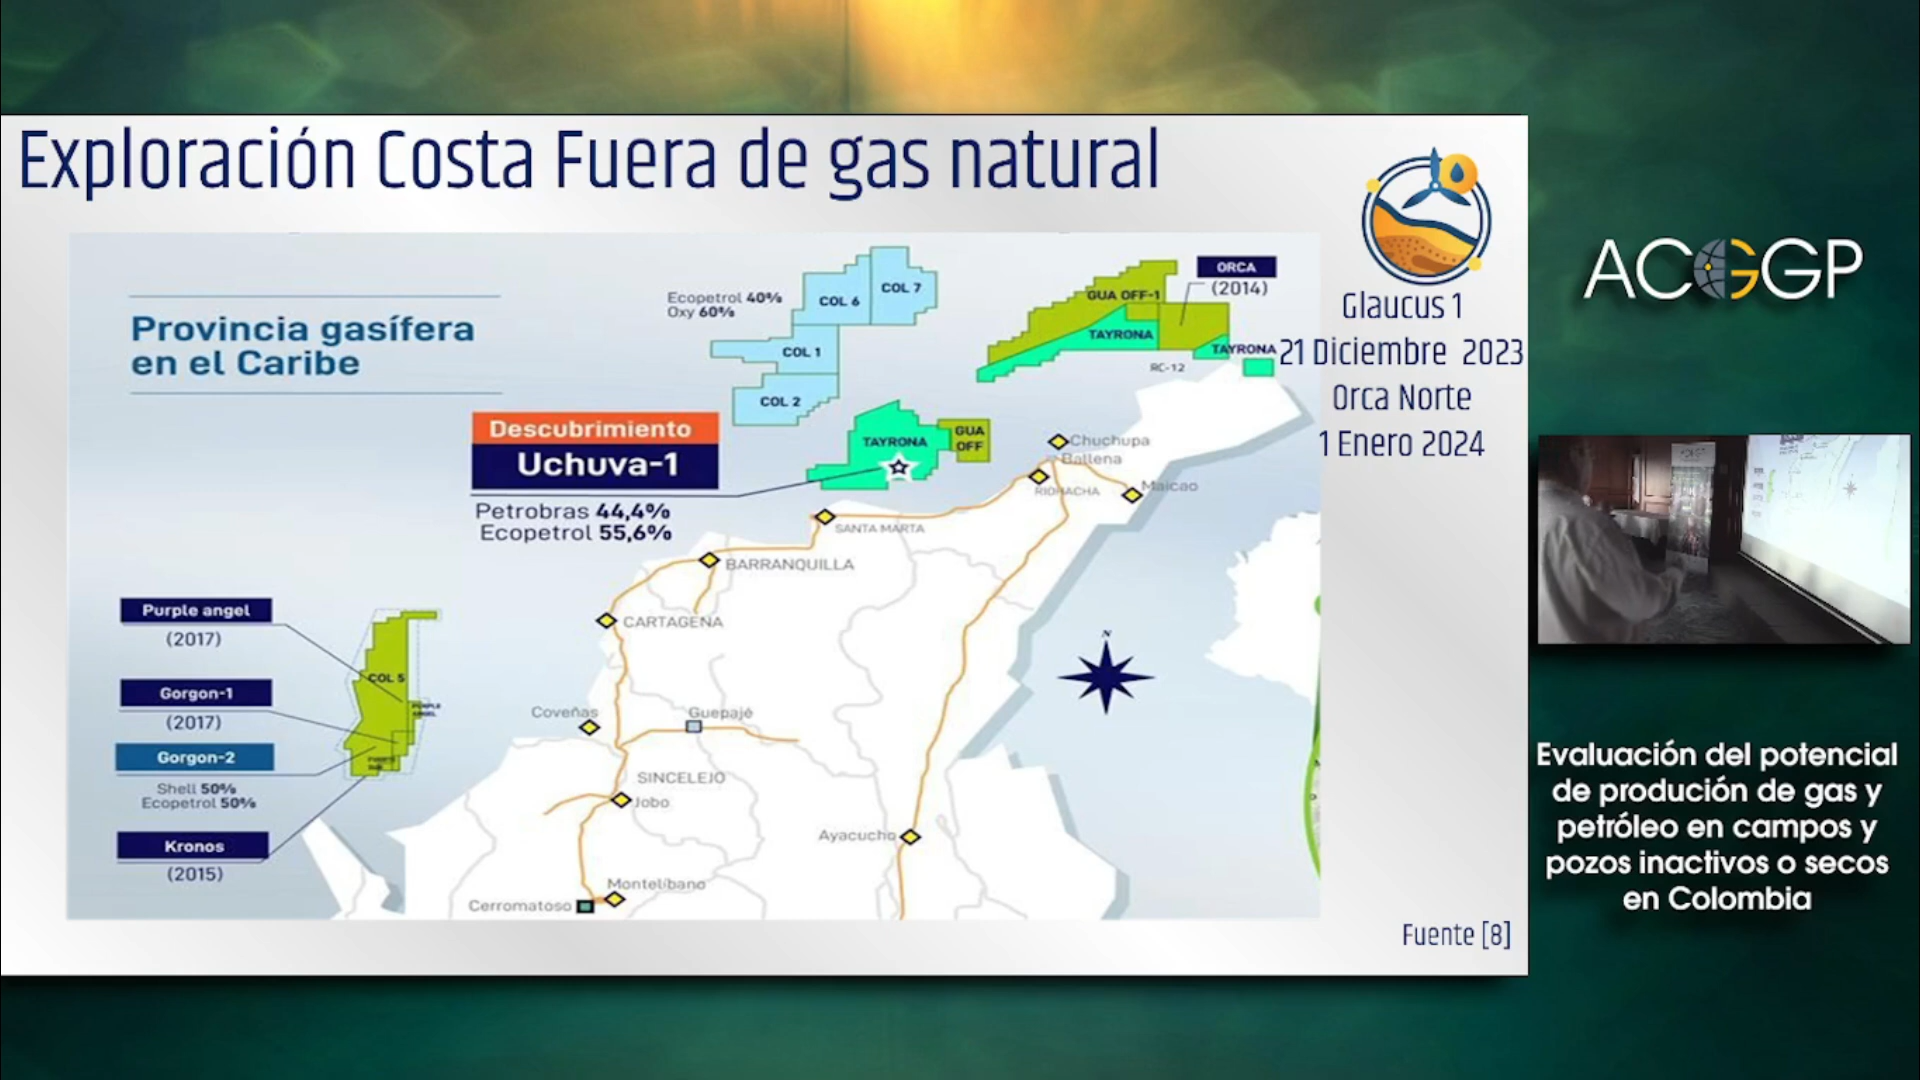 Exploración Costa Fuera de gas natural
Provincia gasífera
en el Caribe
Ecopetrol 40%
Oxy 60%
COL 6
COL 7
COL 1
COL 2
GUA OFF-1
TAYRONA
ORCA
(2014)
TAYRONA
RC-12
Glaucus 1
21 Diciembre 2023
Orca Norte
1 Enero 2024
Descubrimiento
Uchuva-1
Petrobras 44,4%
Ecopetrol 55,6%
TAYRONA
GUA
OFF
Chuchupa
Ballena
RIOHACHA
Maicao
SANTA MARTA
BARRANQUILLA
CARTAGENA
Purple angel
(2017)
Gorgon-1
(2017)
Gorgon-2
Shell 50%
Ecopetrol 50%
Kronos
(2015)
COL 5
PURPLE
ANGEL
Coveñas
Guepajé
SINCELEJO
Jobo
Ayacucho
Montelíbano
Cerromatoso
N
Fuente [8]
ACGGP
Evaluación del potencial
de produción de gas y
petróleo en campos y
pozos inactivos o secos
en Colombia